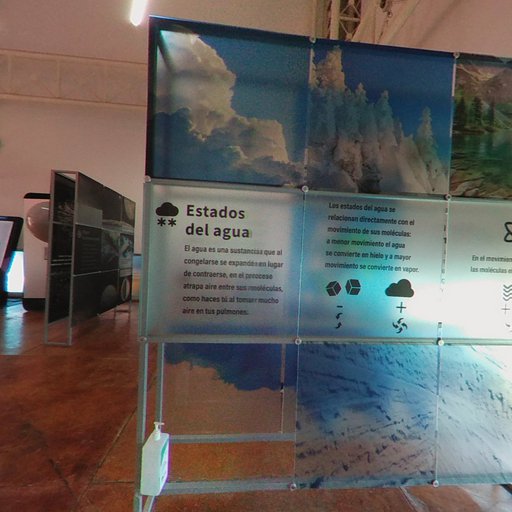 Estados
del agua
El agua es una sustancia que al
congelarse se expande en lugar
de contraerse, en el proceso
atrapa aire entre sus moléculas,
como haces tú al tomar mucho
aire en tus pulmones.
Los estados del agua se
relacionan directamente con el
movimiento de sus moléculas:
a menor movimiento el agua
se convierte en hielo y a mayor
movimiento se convierte en vapor.
-
+
En el movimien
las moléculas e
+